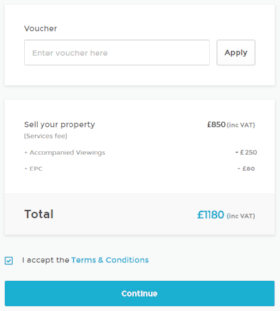 Voucher
Enter voucher here Apply
Sell your property £850 (inc VAT)
(Services fee)
+ Accompanied Viewings - £250
+ EPC - £80
Total £1180 (inc VAT)
I accept the Terms & Conditions
Continue